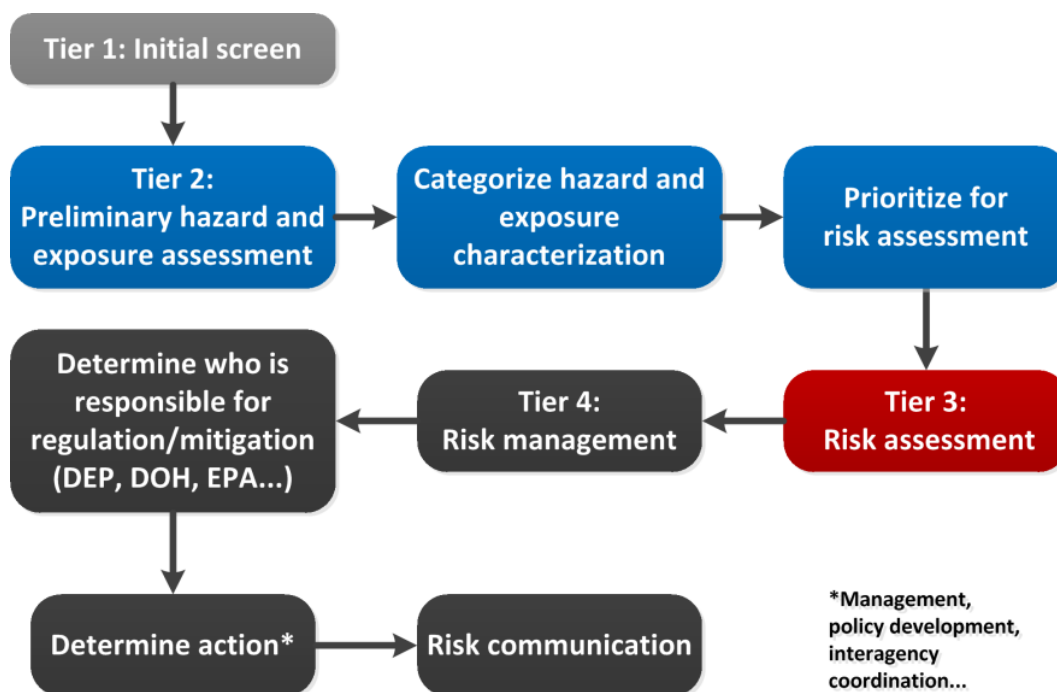 Tier 1: Initial screen
Tier 2:
Preliminary hazard and
exposure assessment
Categorize hazard and
exposure
characterization
Prioritize for
risk assessment
Tier 3:
Risk assessment
Tier 4:
Risk management
Determine who is
responsible for
regulation/mitigation
(DEP, DOH, EPA...)
Determine action*
Risk communication
*Management,
policy development,
interagency
coordination...